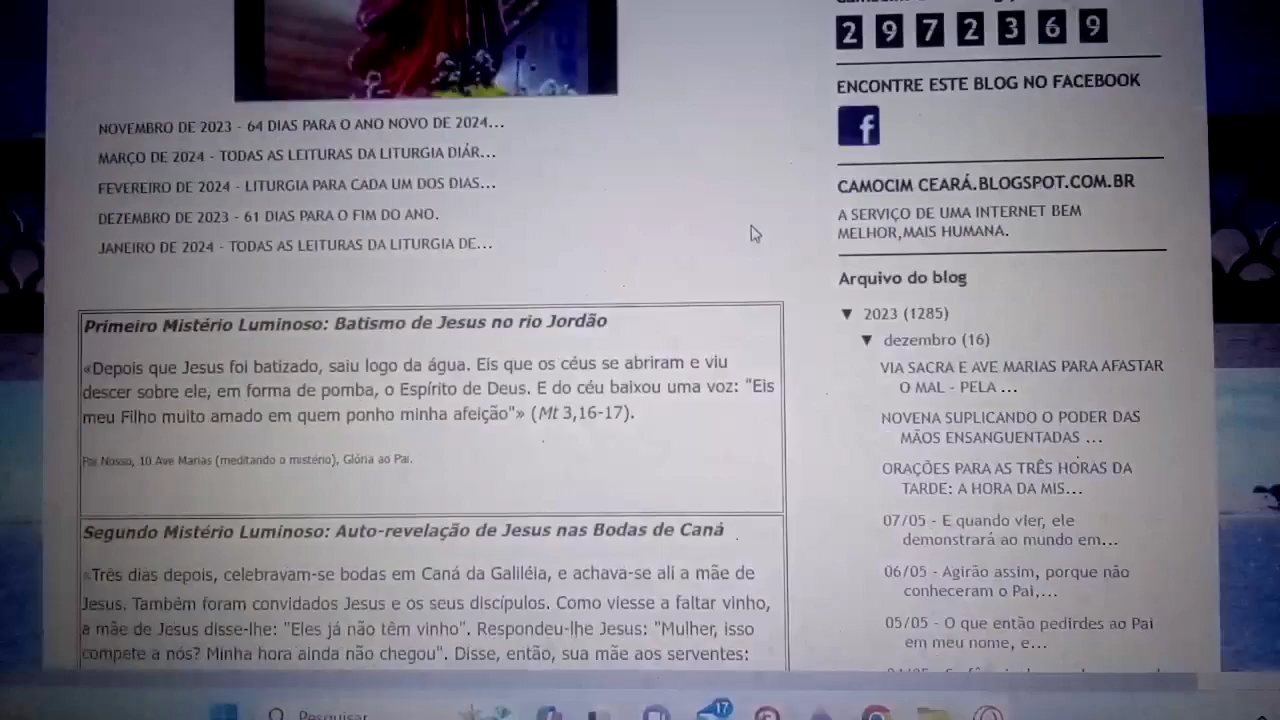 2972369
ENCONTRE ESTE BLOG NO FACEBOOK
f
CAMOCIM CEARÁ.BLOGSPOT.COM.BR
A SERVIÇO DE UMA INTERNET BEM
MELHOR,MAIS HUMANA.
Arquivo do blog
▼ 2023 (1285)
▼ dezembro (16)
VIA SACRA E AVE MARIAS PARA AFASTAR
O MAL - PELA ...
NOVENA SUPLICANDO O PODER DAS
MÃOS ENSANGUENTADAS ...
ORAÇÕES PARA AS TRÊS HORAS DA
TARDE: A HORA DA MIS...
07/05 - E quando vier, ele
demonstrará ao mundo em...
06/05 - Agirão assim, porque não
conheceram o Pai,...
05/05 - O que então pedirdes ao Pai
em meu nome, e...
NOVEMBRO DE 2023 - 64 DIAS PARA O ANO NOVO DE 2024...
MARÇO DE 2024 - TODAS AS LEITURAS DA LITURGIA DIÁR...
FEVEREIRO DE 2024 - LITURGIA PARA CADA UM DOS DIAS...
DEZEMBRO DE 2023 - 61 DIAS PARA O FIM DO ANO.
JANEIRO DE 2024 - TODAS AS LEITURAS DA LITURGIA DE...
Primeiro Mistério Luminoso: Batismo de Jesus no rio Jordão
«Depois que Jesus foi batizado, saiu logo da água. Eis que os céus se abriram e viu
descer sobre ele, em forma de pomba, o Espírito de Deus. E do céu baixou uma voz: "Eis
meu Filho muito amado em quem ponho minha afeição"» (Mt 3,16-17).
Pai Nosso, 10 Ave Marias (meditando o mistério), Glória ao Pai.
Segundo Mistério Luminoso: Auto-revelação de Jesus nas Bodas de Caná
«Três dias depois, celebravam-se bodas em Caná da Galiléia, e achava-se ali a mãe de
Jesus. Também foram convidados Jesus e os seus discípulos. Como viesse a faltar vinho,
a mãe de Jesus disse-lhe: "Eles já não têm vinho". Respondeu-lhe Jesus: "Mulher, isso
compete a nós? Minha hora ainda não chegou". Disse, então, sua mãe aos serventes:
Pesquisar
17